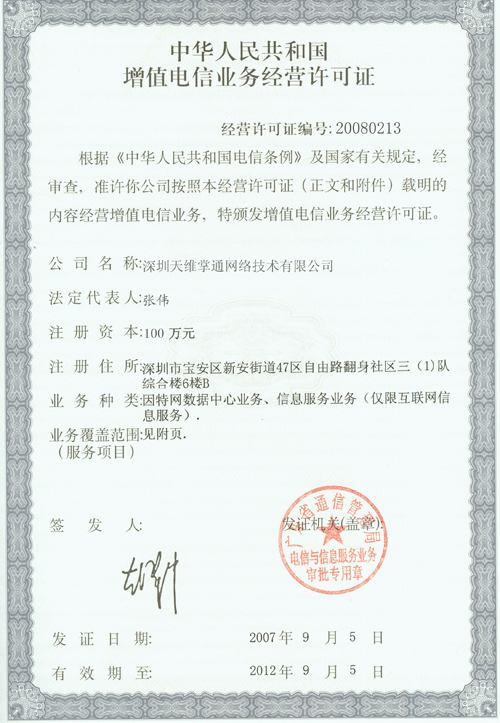 中华人民共和国
增值电信业务经营许可证
经营许可证编号:20080213
根据《中华人民共和国电信条例》及国家有关规定，经
审查，准许你公司按照本经营许可证（正文和附件）载明的
内容经营增值电信业务，特颁发增值电信业务经营许可证。
公司名称:深圳天维掌通网络技术有限公司
法定代表人:张伟
注册资本:100万元
注册住所:深圳市宝安区新安街道47区自由路翻身社区三（1)队
综合楼6楼B
业务种类:因特网数据中心业务、信息服务业务（仅限互联网信
息服务）.
业务覆盖范围:见附页.
（服务项目）
签发人:
发证机关(盖章):
广东省通信管理局
电信与信息服务业务
审批专用章
发证日期: 2007年9月5日
有效期至: 2012年9月5日